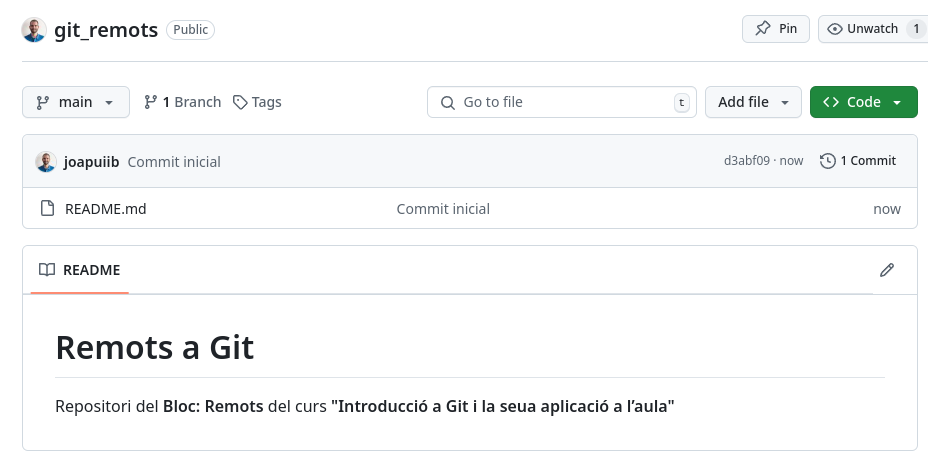 git_remots Public Pin Unwatch 1
main 1 Branch Tags Go to file t Add file Code
joapuiib Commit inicial d3abf09 · now 1 Commit
README.md Commit inicial now
README
Remots a Git
Repositori del Bloc: Remots del curs "Introducció a Git i la seua aplicació a l’aula"